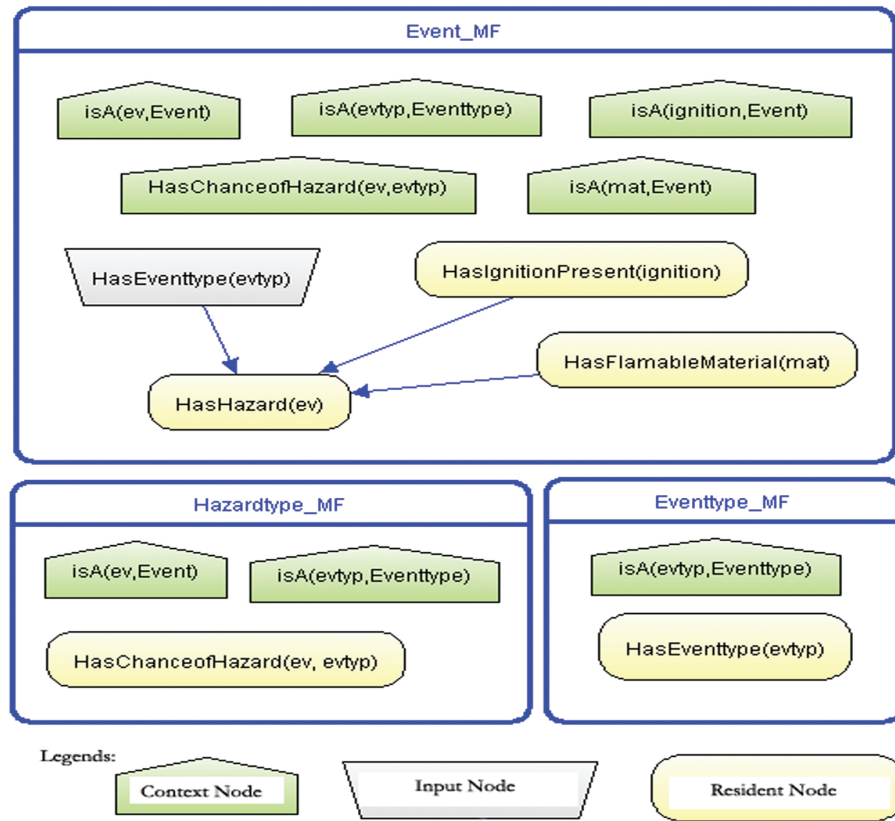 Event_MF
isA(ev,Event)
isA(evtyp,Eventtype)
isA(ignition,Event)
HasChanceofHazard(ev,evtyp)
isA(mat,Event)
HasEventtype(evtyp)
HasIgnitionPresent(ignition)
HasFlamableMaterial(mat)
HasHazard(ev)
Hazardtype_MF
isA(ev,Event)
isA(evtyp,Eventtype)
HasChanceofHazard(ev, evtyp)
Eventtype_MF
isA(evtyp,Eventtype)
HasEventtype(evtyp)
Legends:
Context Node
Input Node
Resident Node